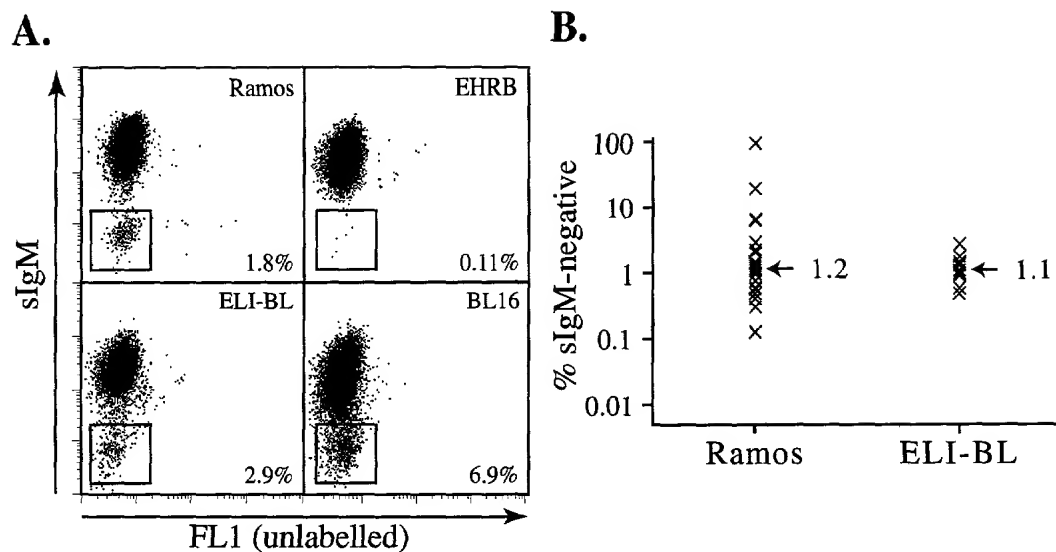 A.
Ramos
EHRB
1.8%
0.11%
ELI-BL
BL16
2.9%
6.9%
sIgM
FL1 (unlabelled)
B.
% sIgM-negative
100
10
1
0.1
0.01
1.2
1.1
Ramos
ELI-BL